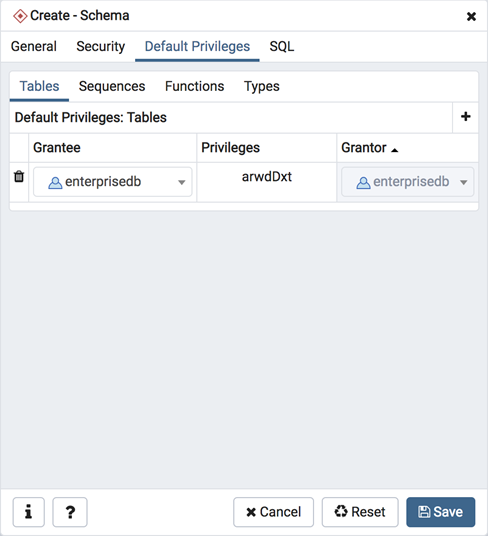 Create - Schema
General Security Default Privileges SQL
Tables Sequences Functions Types
Default Privileges: Tables
Grantee Privileges Grantor
enterprisedb arwdDxt enterprisedb
i ? Cancel Reset Save